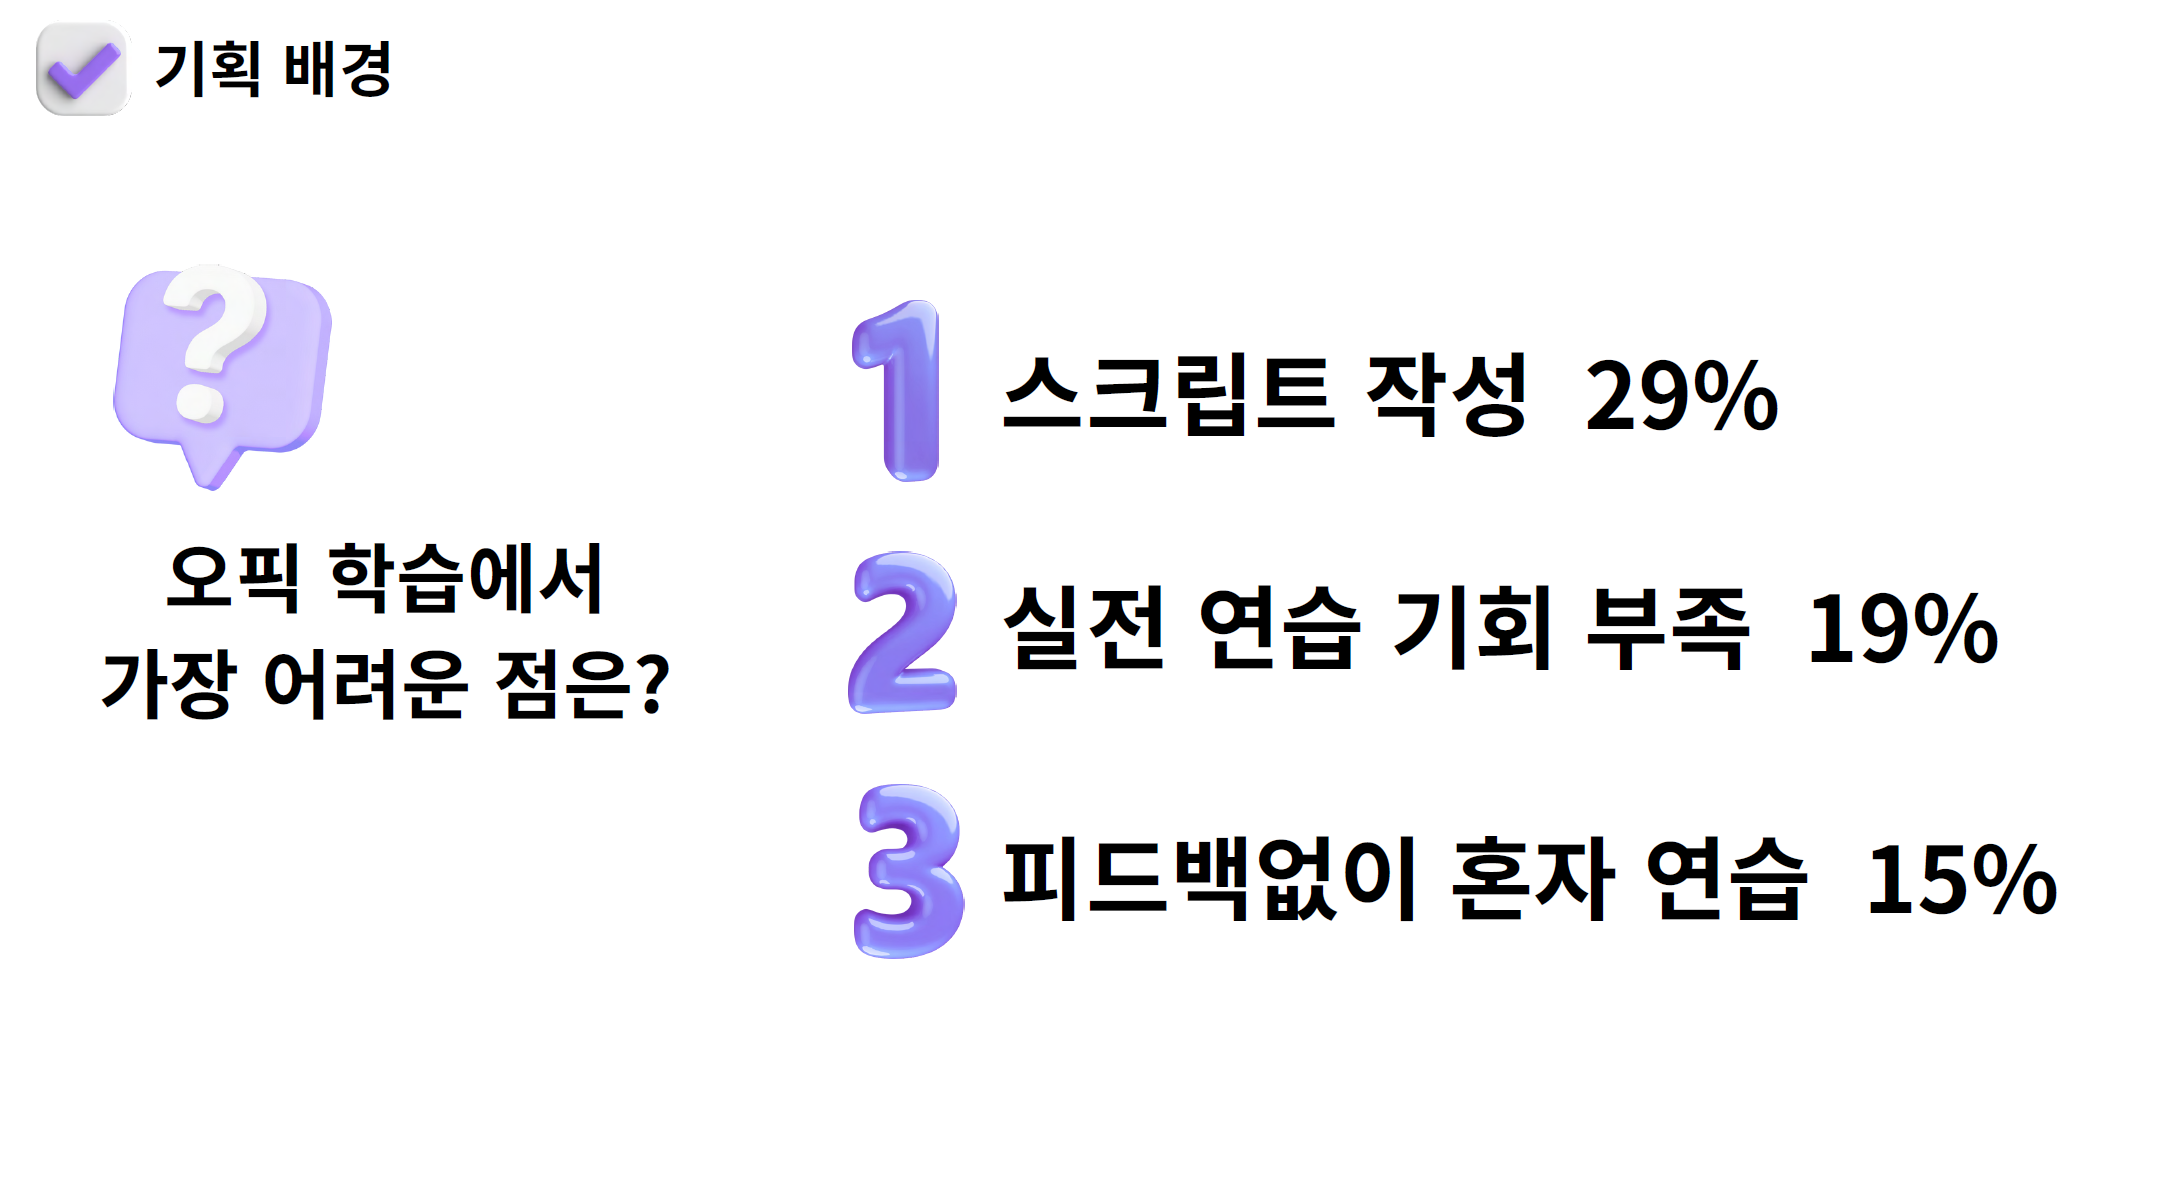 기획 배경
?
오픽 학습에서
가장 어려운 점은?
1 스크립트 작성 29%
2 실전 연습 기회 부족 19%
3 피드백없이 혼자 연습 15%